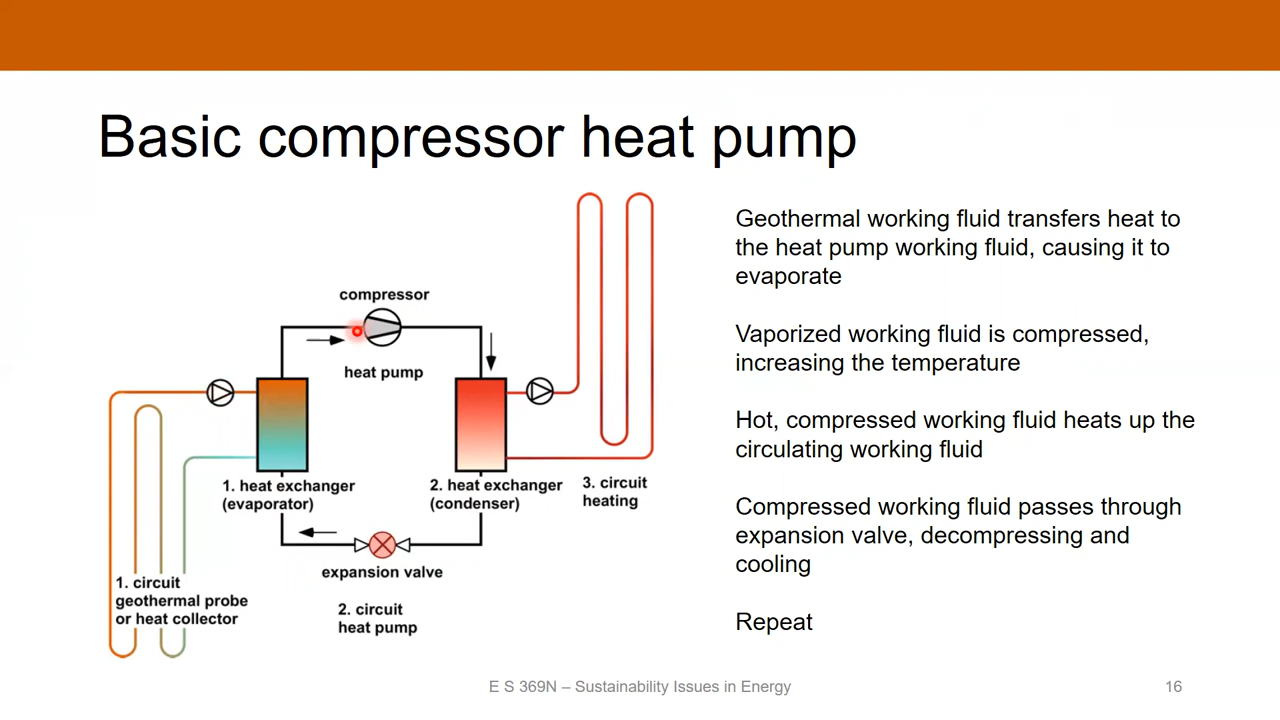 Basic compressor heat pump
compressor
heat pump
1. heat exchanger
(evaporator)
2. heat exchanger
(condenser)
3. circuit
heating
expansion valve
1. circuit
geothermal probe
or heat collector
2. circuit
heat pump
Geothermal working fluid transfers heat to
the heat pump working fluid, causing it to
evaporate
Vaporized working fluid is compressed,
increasing the temperature
Hot, compressed working fluid heats up the
circulating working fluid
Compressed working fluid passes through
expansion valve, decompressing and
cooling
Repeat
E S 369N – Sustainability Issues in Energy
16